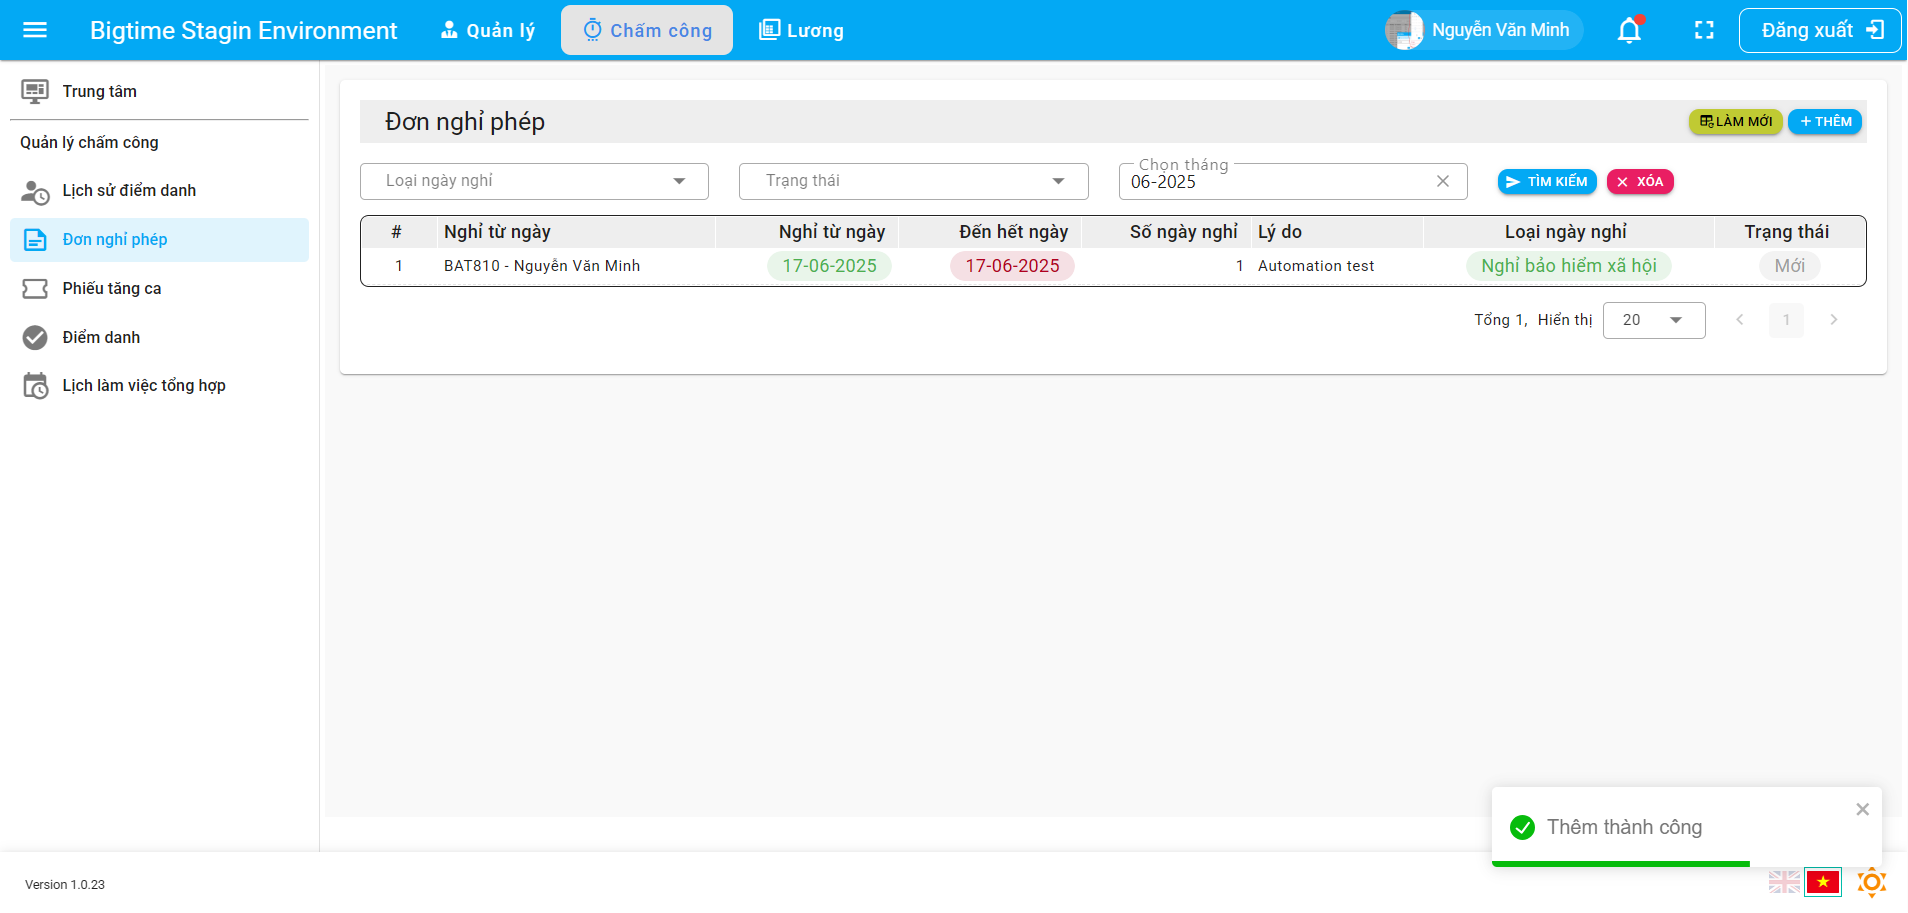 Bigtime Stagin Environment
Quản lý
Chấm công
Lương
Nguyễn Văn Minh
Đăng xuất
Trung tâm
Quản lý chấm công
Lịch sử điểm danh
Đơn nghỉ phép
Phiếu tăng ca
Điểm danh
Lịch làm việc tổng hợp
Đơn nghỉ phép
LÀM MỚI
THÊM
Loại ngày nghỉ
Trạng thái
Chọn tháng
06-2025
TÌM KIẾM
XÓA
# Nghỉ từ ngày Nghỉ từ ngày Đến hết ngày Số ngày nghỉ Lý do Loại ngày nghỉ Trạng thái
1 BAT810 - Nguyễn Văn Minh 17-06-2025 17-06-2025 1 Automation test Nghỉ bảo hiểm xã hội Mới
Tổng 1, Hiển thị 20 1
Thêm thành công
Version 1.0.23